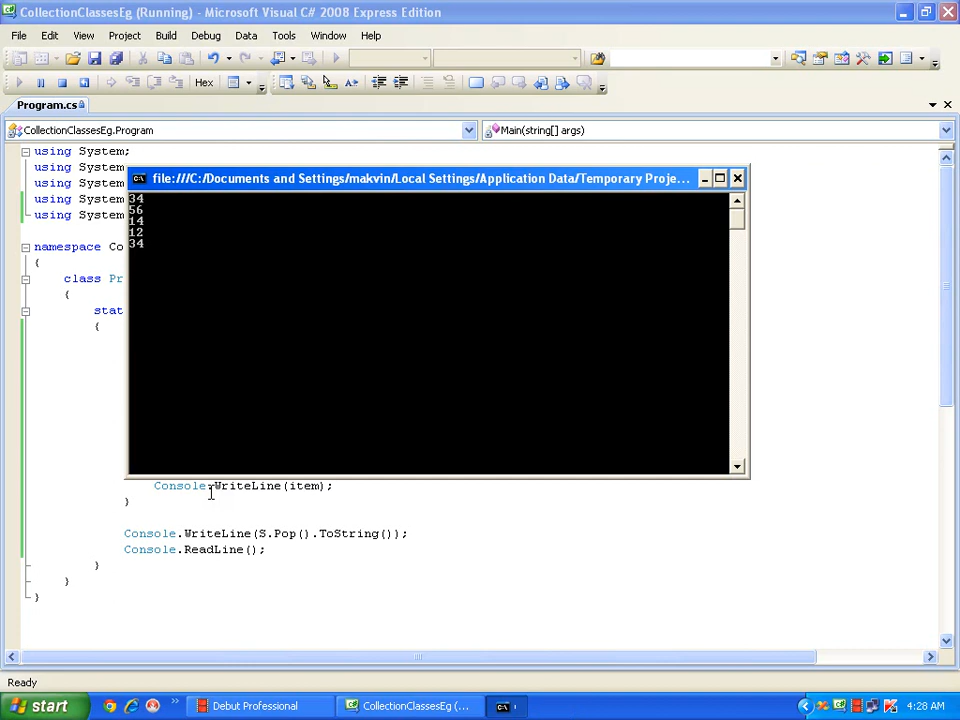 CollectionClassesEg (Running) - Microsoft Visual C# 2008 Express Edition
File Edit View Project Build Debug Data Tools Window Help
Hex
Program.cs
CollectionClassesEg.Program Main(string[] args)
using System;
using System
using System
using System
using System
file:///C:/Documents and Settings/makvin/Local Settings/Application Data/Temporary Proje...
34
56
14
12
34
namespace Co
{
class Pr
{
stat
{
Console.WriteLine(item);
}
Console.WriteLine(S.Pop().ToString());
Console.ReadLine();
}
}
}
Ready
start Debut Professional CollectionClassesEg (... 4:28 AM